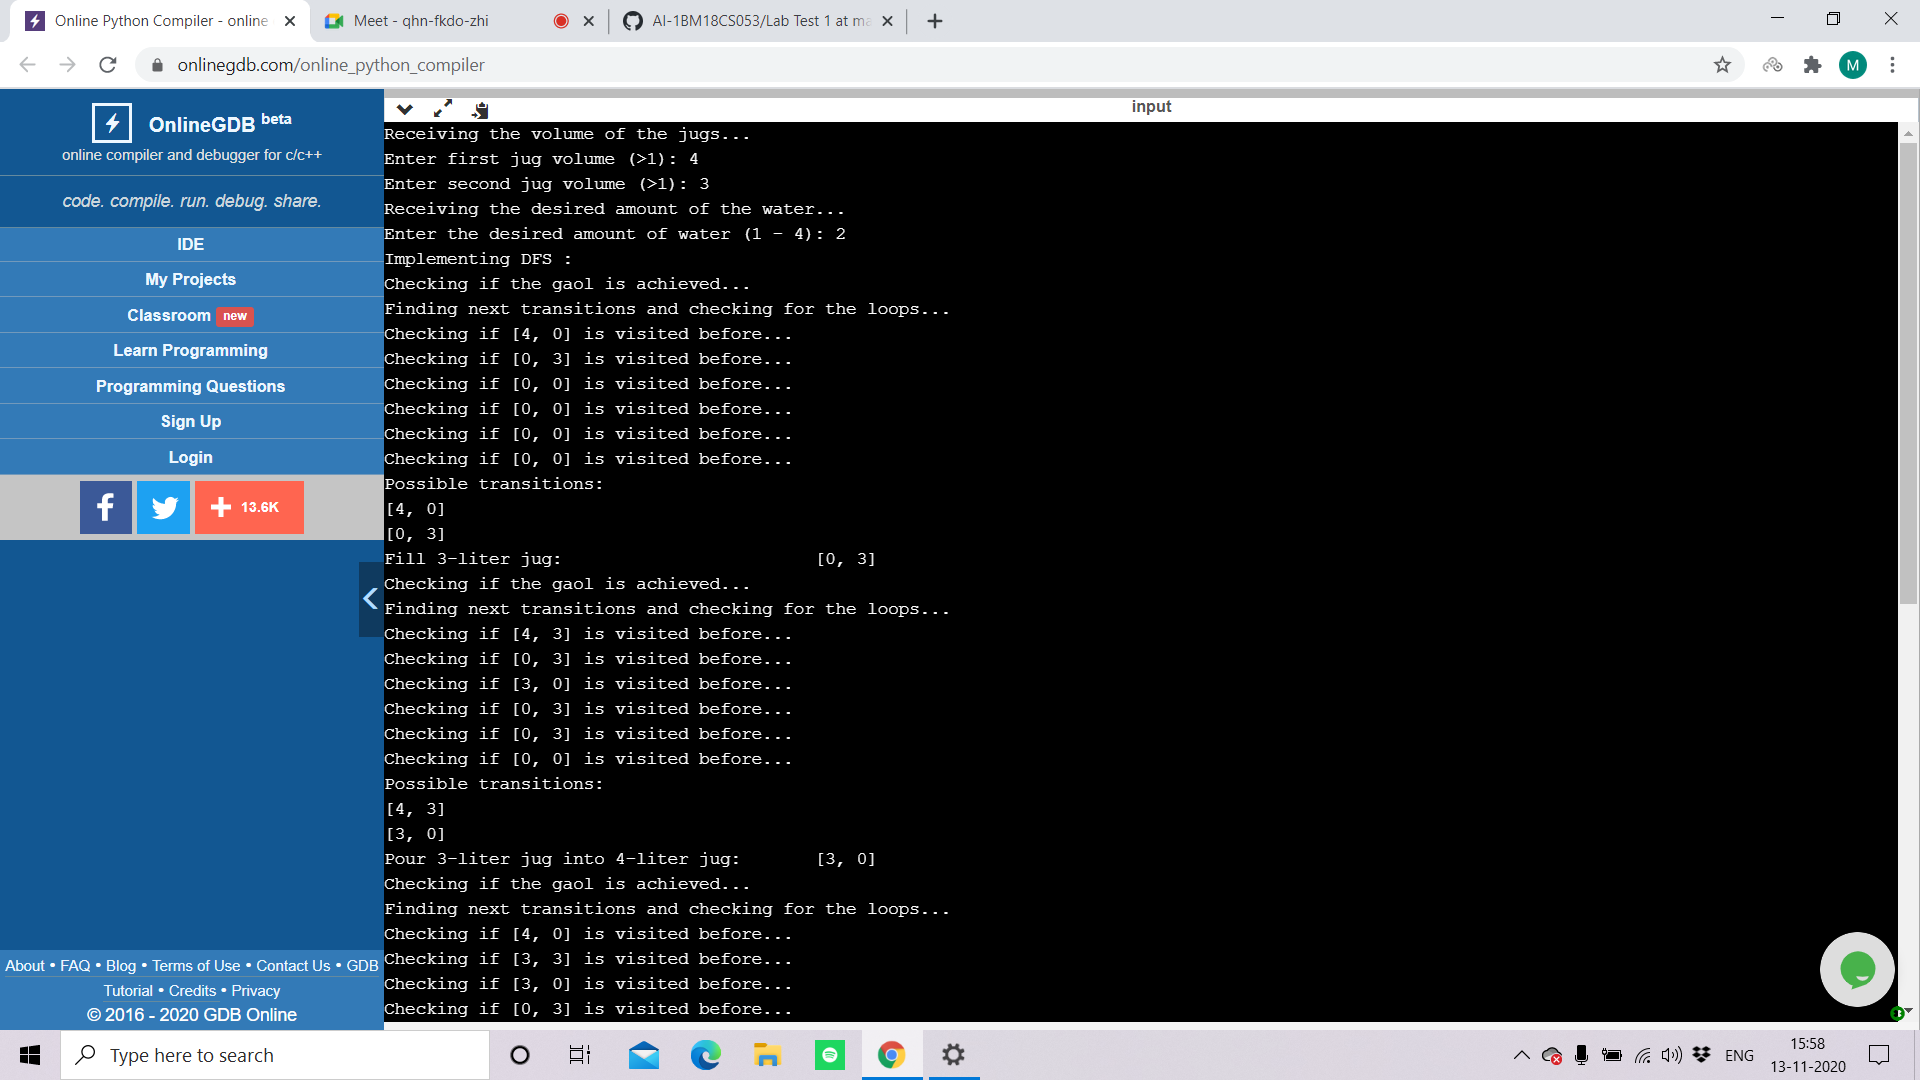 Online Python Compiler - online
Meet - qhn-fkdo-zhi
AI-1BM18CS053/Lab Test 1 at ma
onlinegdb.com/online_python_compiler
M
OnlineGDB beta
online compiler and debugger for c/c++
code. compile. run. debug. share.
IDE
My Projects
Classroom new
Learn Programming
Programming Questions
Sign Up
Login
f
+ 13.6K
About • FAQ • Blog • Terms of Use • Contact Us • GDB
Tutorial • Credits • Privacy
© 2016 - 2020 GDB Online
input
Receiving the volume of the jugs...
Enter first jug volume (>1): 4
Enter second jug volume (>1): 3
Receiving the desired amount of the water...
Enter the desired amount of water (1 - 4): 2
Implementing DFS :
Checking if the gaol is achieved...
Finding next transitions and checking for the loops...
Checking if [4, 0] is visited before...
Checking if [0, 3] is visited before...
Checking if [0, 0] is visited before...
Checking if [0, 0] is visited before...
Checking if [0, 0] is visited before...
Checking if [0, 0] is visited before...
Possible transitions:
[4, 0]
[0, 3]
Fill 3-liter jug: [0, 3]
Checking if the gaol is achieved...
Finding next transitions and checking for the loops...
Checking if [4, 3] is visited before...
Checking if [0, 3] is visited before...
Checking if [3, 0] is visited before...
Checking if [0, 3] is visited before...
Checking if [0, 3] is visited before...
Checking if [0, 0] is visited before...
Possible transitions:
[4, 3]
[3, 0]
Pour 3-liter jug into 4-liter jug: [3, 0]
Checking if the gaol is achieved...
Finding next transitions and checking for the loops...
Checking if [4, 0] is visited before...
Checking if [3, 3] is visited before...
Checking if [3, 0] is visited before...
Checking if [0, 3] is visited before...
Type here to search
ENG
15:58
13-11-2020